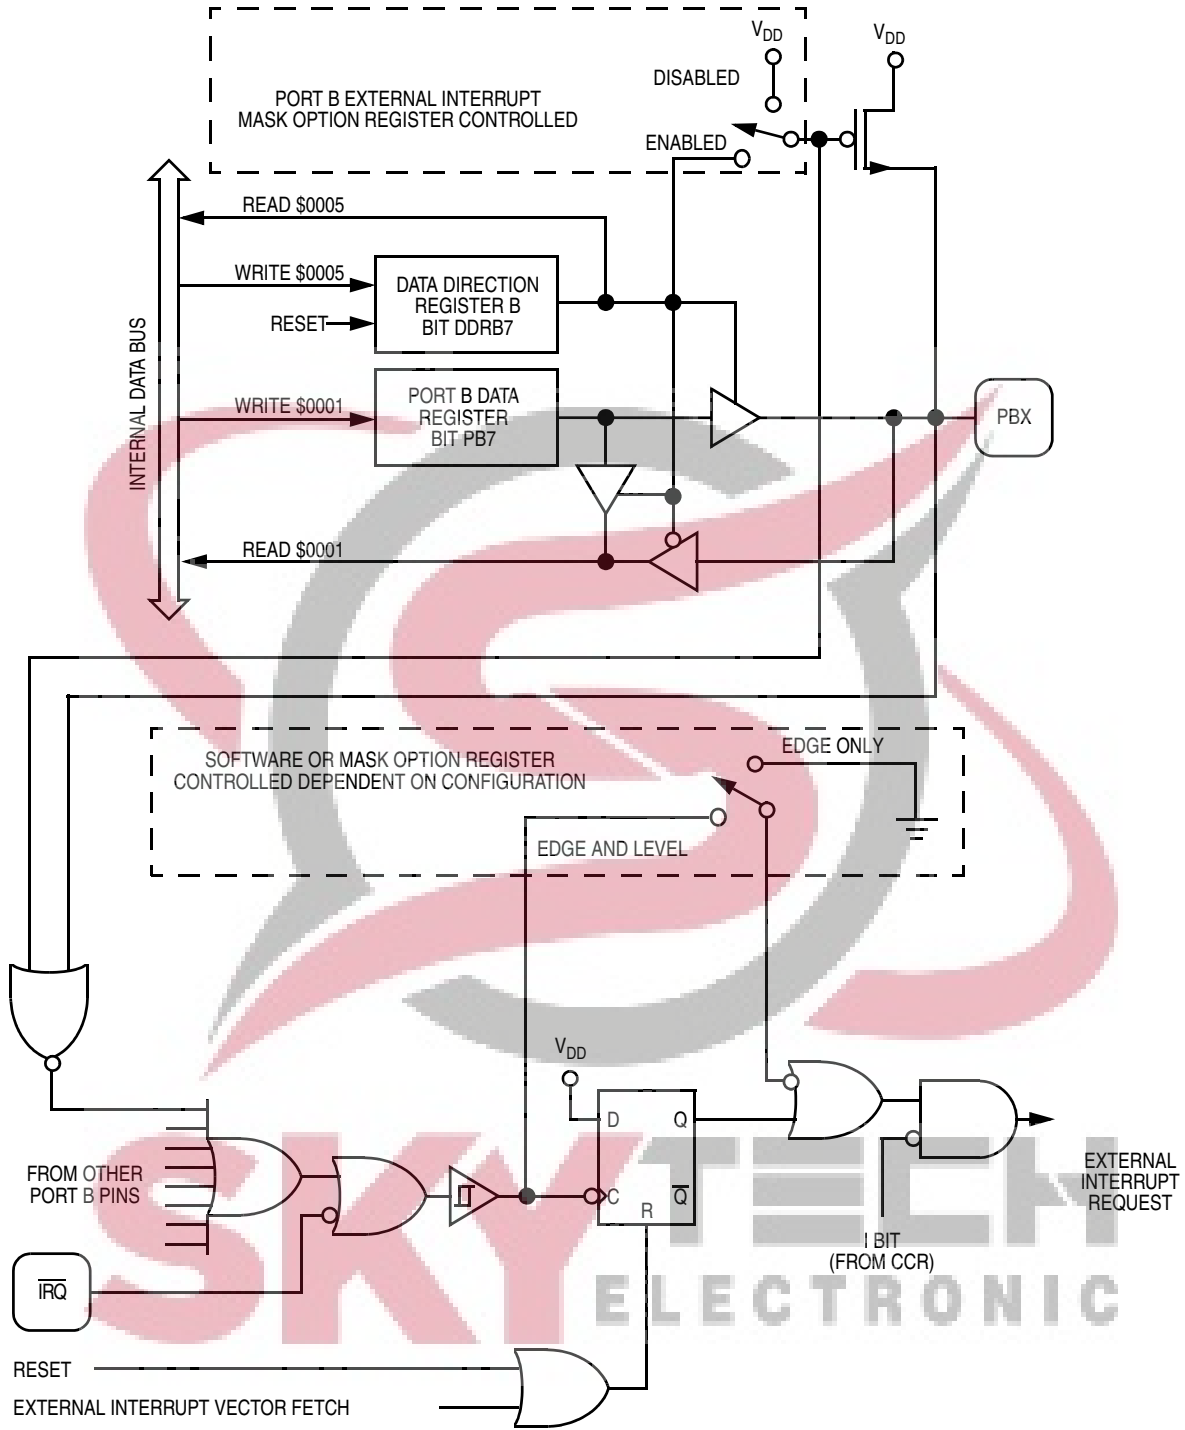 VDD
VDD
DISABLED
PORT B EXTERNAL INTERRUPT
MASK OPTION REGISTER CONTROLLED
ENABLED
READ $0005
WRITE $0005
DATA DIRECTION
REGISTER B
BIT DDRB7
RESET
INTERNAL DATA BUS
WRITE $0001
PORT B DATA
REGISTER
BIT PB7
PBX
READ $0001
EDGE ONLY
SOFTWARE OR MASK OPTION REGISTER
CONTROLLED DEPENDENT ON CONFIGURATION
EDGE AND LEVEL
VDD
D
Q
C
Q̅
R
FROM OTHER
PORT B PINS
EXTERNAL
INTERRUPT
REQUEST
I BIT
(FROM CCR)
I̅R̅Q̅
RESET
EXTERNAL INTERRUPT VECTOR FETCH
SKYTECH
ELECTRONIC